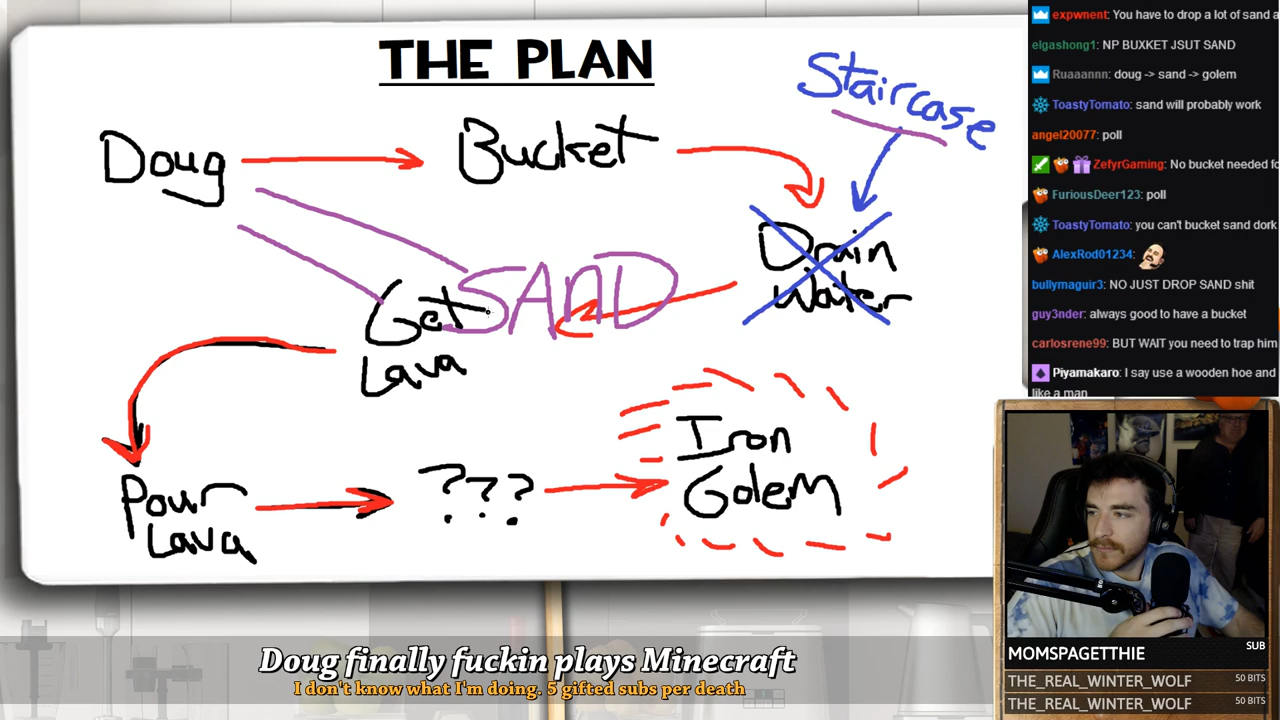 THE PLAN
Staircase
Doug
Bucket
Drain
Water
SAND
Get
Lava
Iron
Golem
Pour
Lava
???
Doug finally fuckin plays Minecraft
I don't know what I'm doing. 5 gifted subs per death
expwnent: You have to drop a lot of sand a
elgashong1: NP BUXKET JSUT SAND
Ruaaannn: doug -> sand -> golem
ToastyTomato: sand will probably work
angel20077: poll
ZefyrGaming: No bucket needed fo
FuriousDeer123: poll
ToastyTomato: you can't bucket sand dork
AlexRod01234:
bullymaguir3: NO JUST DROP SAND shit
guy3nder: always good to have a bucket
carlosrene99: BUT WAIT you need to trap him
Piyamakaro: I say use a wooden hoe and
like a man
MOMSPAGETTHIE SUB
THE_REAL_WINTER_WOLF 50 BITS
THE_REAL_WINTER_WOLF 50 BITS